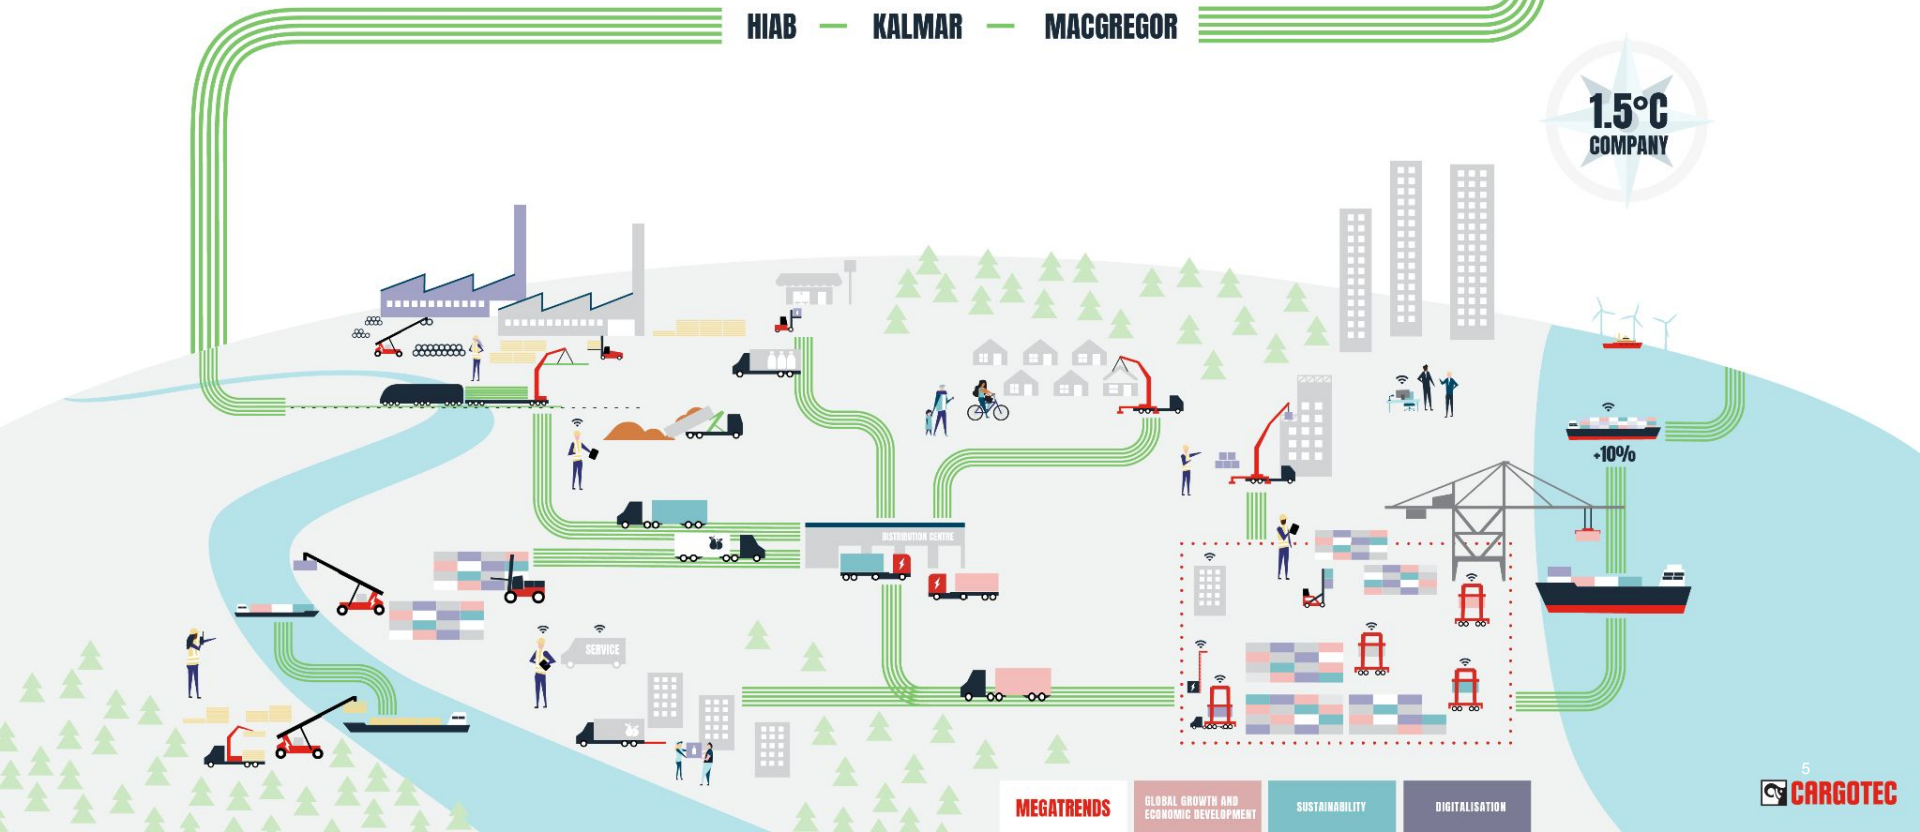 HIAB — KALMAR — MACGREGOR
1.5°C
COMPANY
+10%
DISTRIBUTION CENTRE
SERVICE
MEGATRENDS
GLOBAL GROWTH AND
ECONOMIC DEVELOPMENT
SUSTAINABILITY
DIGITALISATION
5
CARGOTEC